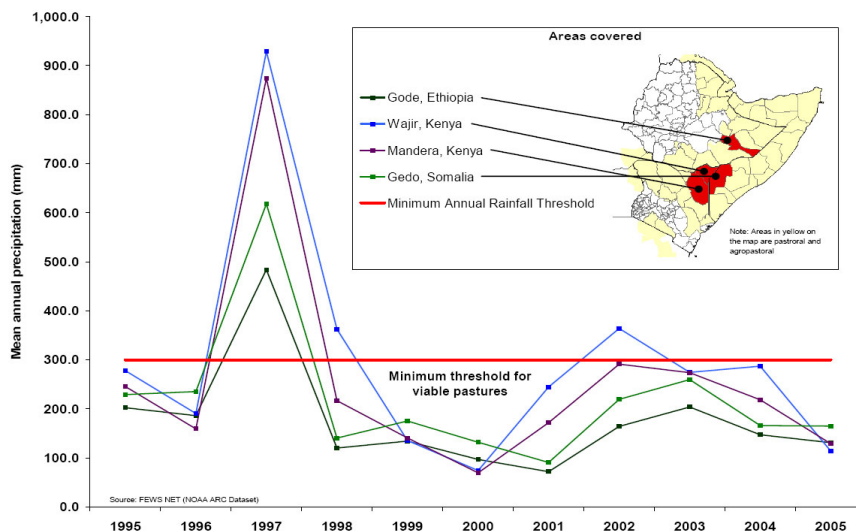 Mean annual precipitation (mm)
1,000.0
900.0
800.0
700.0
600.0
500.0
400.0
300.0
200.0
100.0
0.0
Areas covered
Gode, Ethiopia
Wajir, Kenya
Mandera, Kenya
Gedo, Somalia
Minimum Annual Rainfall Threshold
Note: Areas in yellow on
the map are pastroral and
agropastoral
Minimum threshold for
viable pastures
Source: FEWS NET (NOAA ARC Dataset)
1995 1996 1997 1998 1999 2000 2001 2002 2003 2004 2005